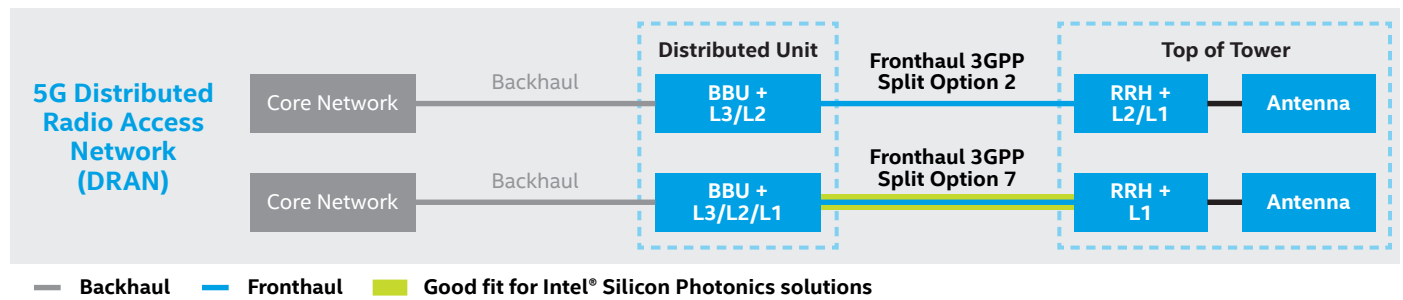 5G Distributed
Radio Access
Network
(DRAN)
Distributed Unit
Top of Tower
Core Network
Backhaul
BBU +
L3/L2
Fronthaul 3GPP
Split Option 2
RRH +
L2/L1
Antenna
Core Network
Backhaul
BBU +
L3/L2/L1
Fronthaul 3GPP
Split Option 7
RRH +
L1
Antenna
Backhaul
Fronthaul
Good fit for Intel® Silicon Photonics solutions